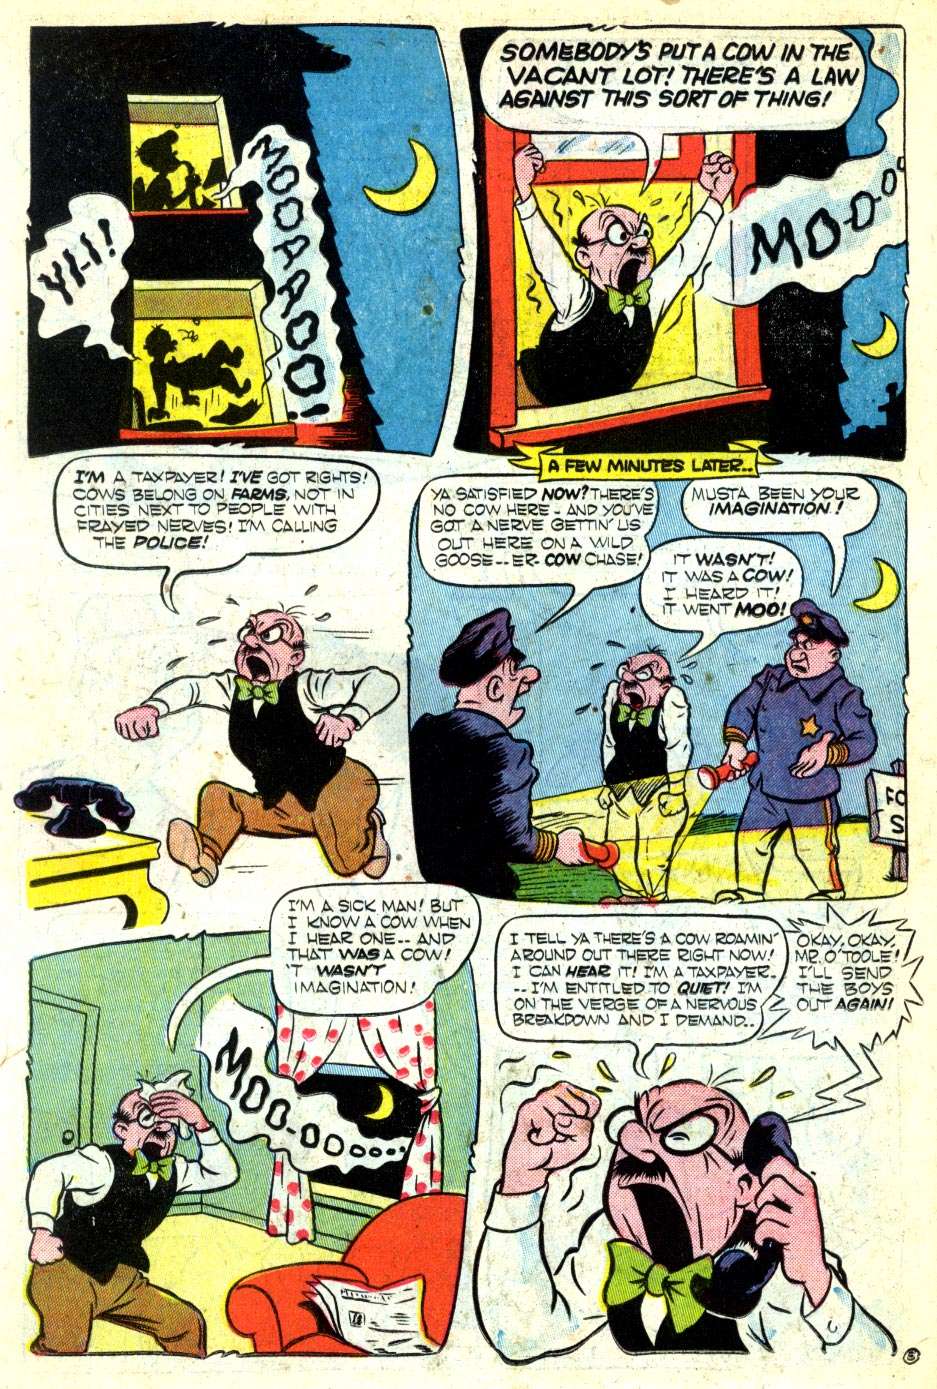 YI-I!
MOOAAOO!
SOMEBODY'S PUT A COW IN THE
VACANT LOT! THERE'S A LAW
AGAINST THIS SORT OF THING!
MO-O-O
I'M A TAXPAYER! I'VE GOT RIGHTS!
COWS BELONG ON FARMS, NOT IN
CITIES NEXT TO PEOPLE WITH
FRAYED NERVES! I'M CALLING
THE POLICE!
A FEW MINUTES LATER..
YA SATISFIED NOW? THERE'S
NO COW HERE - AND YOU'VE
GOT A NERVE GETTIN' US
OUT HERE ON A WILD
GOOSE -- ER- COW CHASE!
MUSTA BEEN YOUR
IMAGINATION!
IT WASN'T!
IT WAS A COW!
I HEARD IT!
IT WENT MOO!
FO
S
I'M A SICK MAN! BUT
I KNOW A COW WHEN
I HEAR ONE -- AND
THAT WAS A COW!
'T WASN'T
IMAGINATION!
MOO-OO
I TELL YA THERE'S A COW ROAMIN'
AROUND OUT THERE RIGHT NOW!
I CAN HEAR IT! I'M A TAXPAYER-
-- I'M ENTITLED TO QUIET! I'M
ON THE VERGE OF A NERVOUS
BREAKDOWN AND I DEMAND..
OKAY, OKAY,
MR. O'TOOLE!
I'LL SEND
THE BOYS
OUT AGAIN!